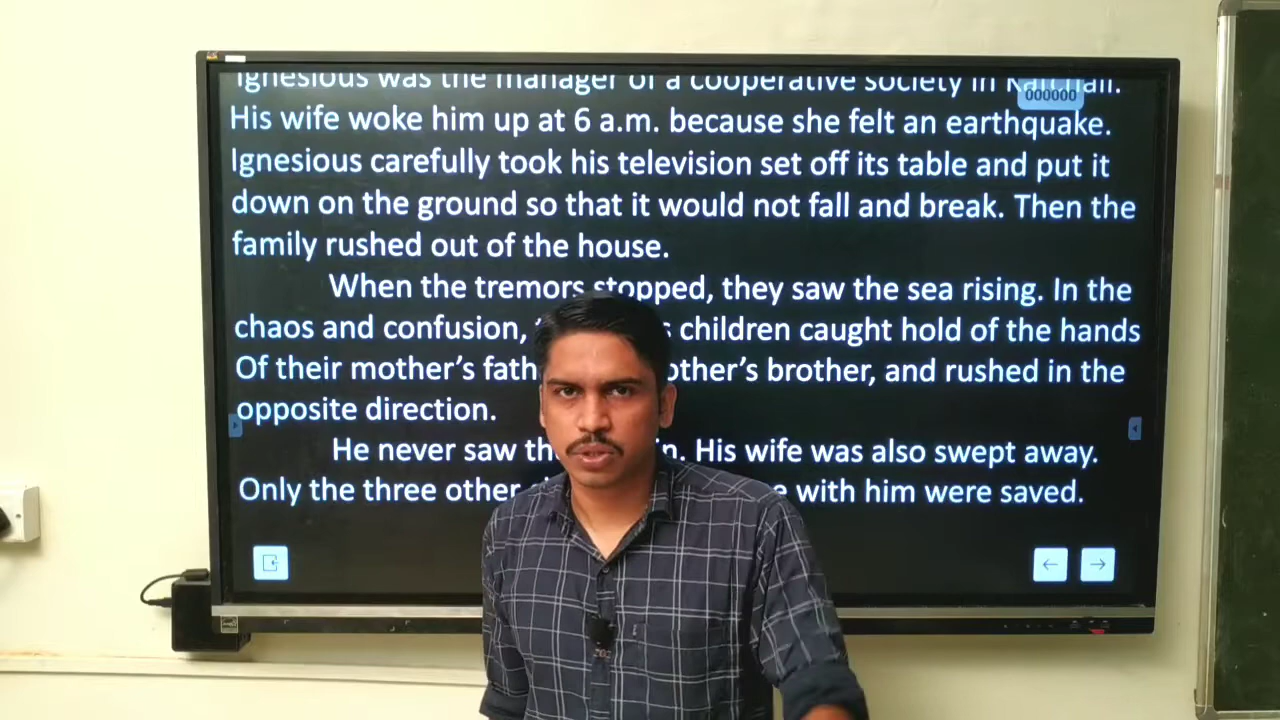 Ignesious was the manager of a cooperative society in
000000
His wife woke him up at 6 a.m. because she felt an earthquake.
Ignesious carefully took his television set off its table and put it
down on the ground so that it would not fall and break. Then the
family rushed out of the house.
When the tremors stopped, they saw the sea rising. In the
chaos and confusion, children caught hold of the hands
Of their mother's brother, and rushed in the
opposite direction.
He never saw His wife was also swept away.
Only the three other with him were saved.